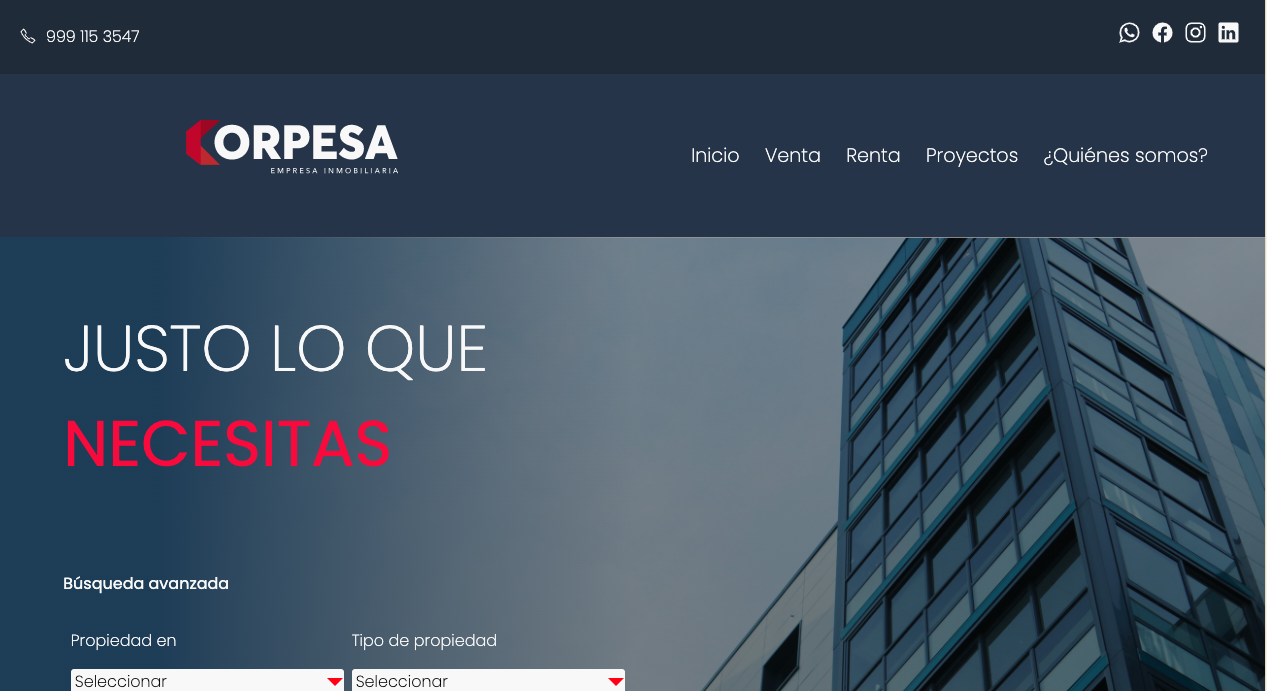 999 115 3547
KORPESA
EMPRESA INMOBILIARIA
Inicio Venta Renta Proyectos ¿Quiénes somos?
JUSTO LO QUE
NECESITAS
Búsqueda avanzada
Propiedad en Tipo de propiedad
Seleccionar Seleccionar